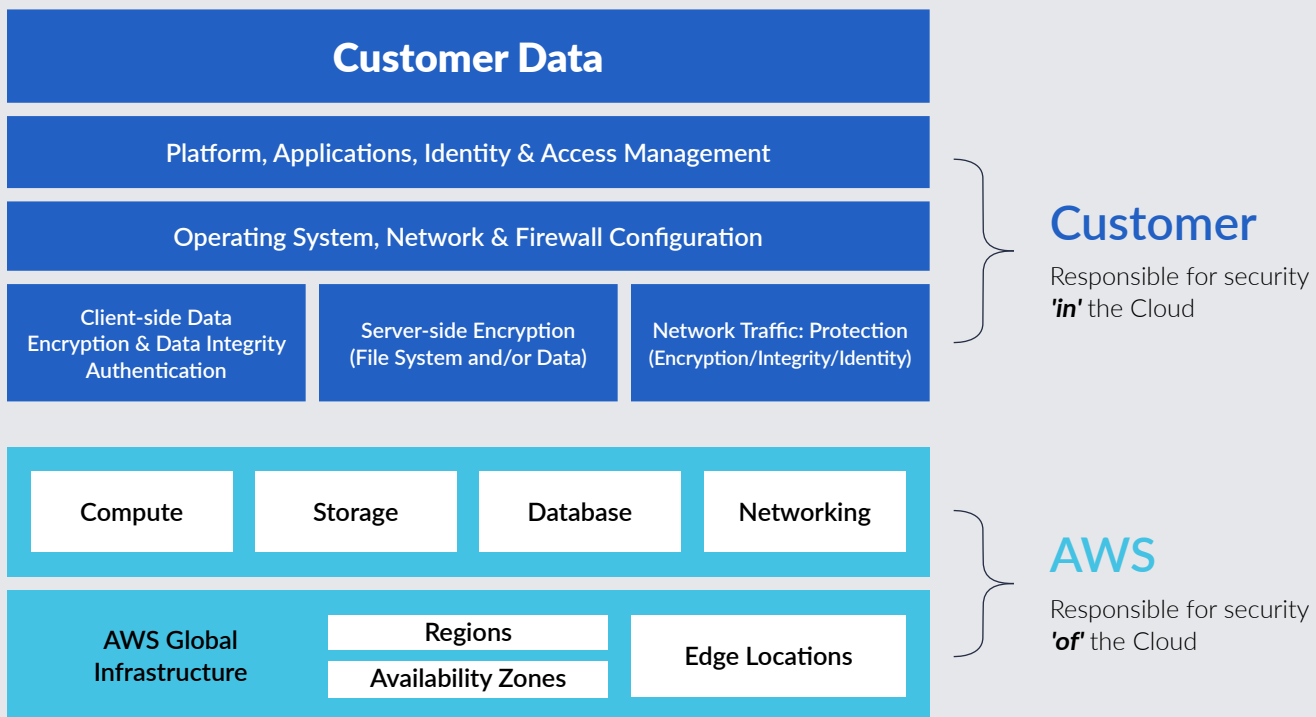 Customer Data
Platform, Applications, Identity & Access Management
Operating System, Network & Firewall Configuration
Client-side Data
Encryption & Data Integrity
Authentication
Server-side Encryption
(File System and/or Data)
Network Traffic: Protection
(Encryption/Integrity/Identity)
Customer
Responsible for security
'in' the Cloud
Compute
Storage
Database
Networking
AWS Global
Infrastructure
Regions
Availability Zones
Edge Locations
AWS
Responsible for security
'of' the Cloud